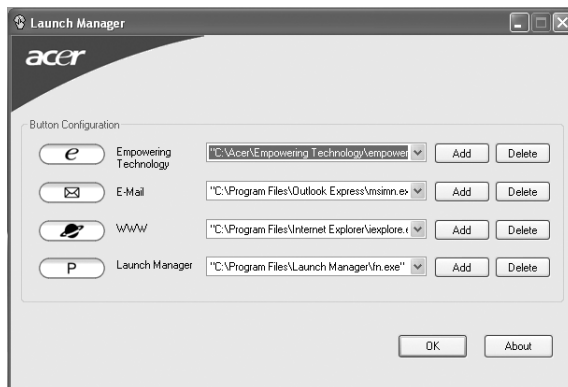 Launch Manager
acer
Button Configuration
e Empowering Technology "C:\Acer\Empowering Technology\empower Add Delete
E-Mail "C:\Program Files\Outlook Express\msimn.ex Add Delete
WWW "C:\Program Files\Internet Explorer\iexplore.e Add Delete
P Launch Manager "C:\Program Files\Launch Manager\fn.exe" Add Delete
OK About